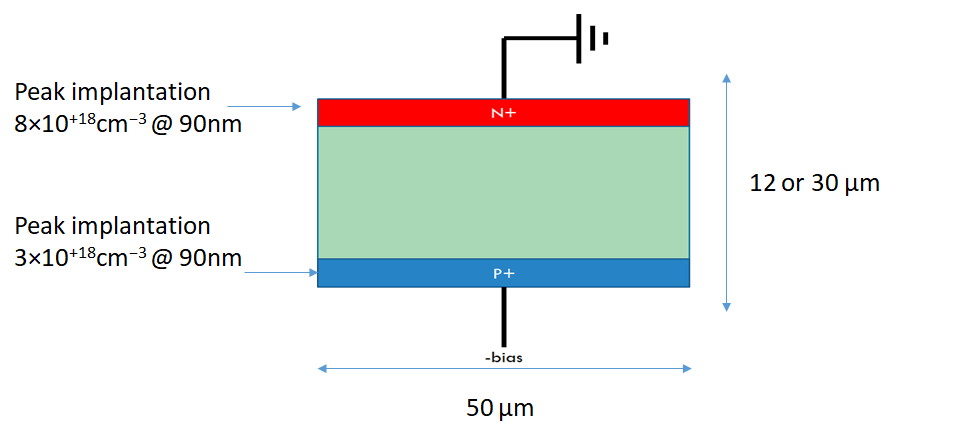 Peak implantation
8×10⁺¹⁸cm⁻³ @ 90nm
N+
12 or 30 µm
Peak implantation
3×10⁺¹⁸cm⁻³ @ 90nm
P+
-bias
50 µm